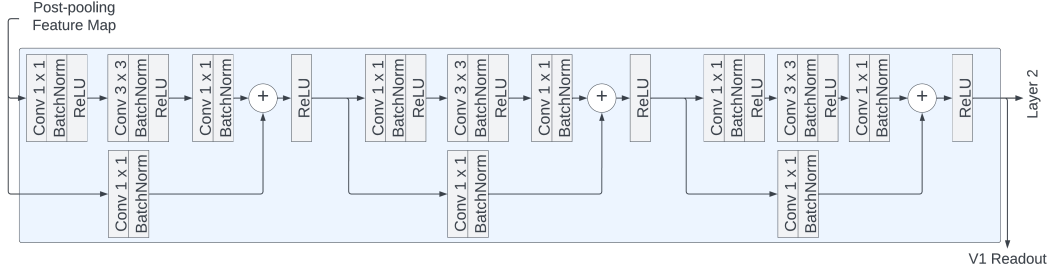 Post-pooling
Feature Map
Conv 1 x 1
BatchNorm
ReLU
Conv 3 x 3
BatchNorm
ReLU
Conv 1 x 1
BatchNorm
+
ReLU
Conv 1 x 1
BatchNorm
Conv 1 x 1
BatchNorm
ReLU
Conv 3 x 3
BatchNorm
ReLU
Conv 1 x 1
BatchNorm
+
ReLU
Conv 1 x 1
BatchNorm
Conv 1 x 1
BatchNorm
ReLU
Conv 3 x 3
BatchNorm
ReLU
Conv 1 x 1
BatchNorm
+
ReLU
Conv 1 x 1
BatchNorm
Layer 2
V1 Readout